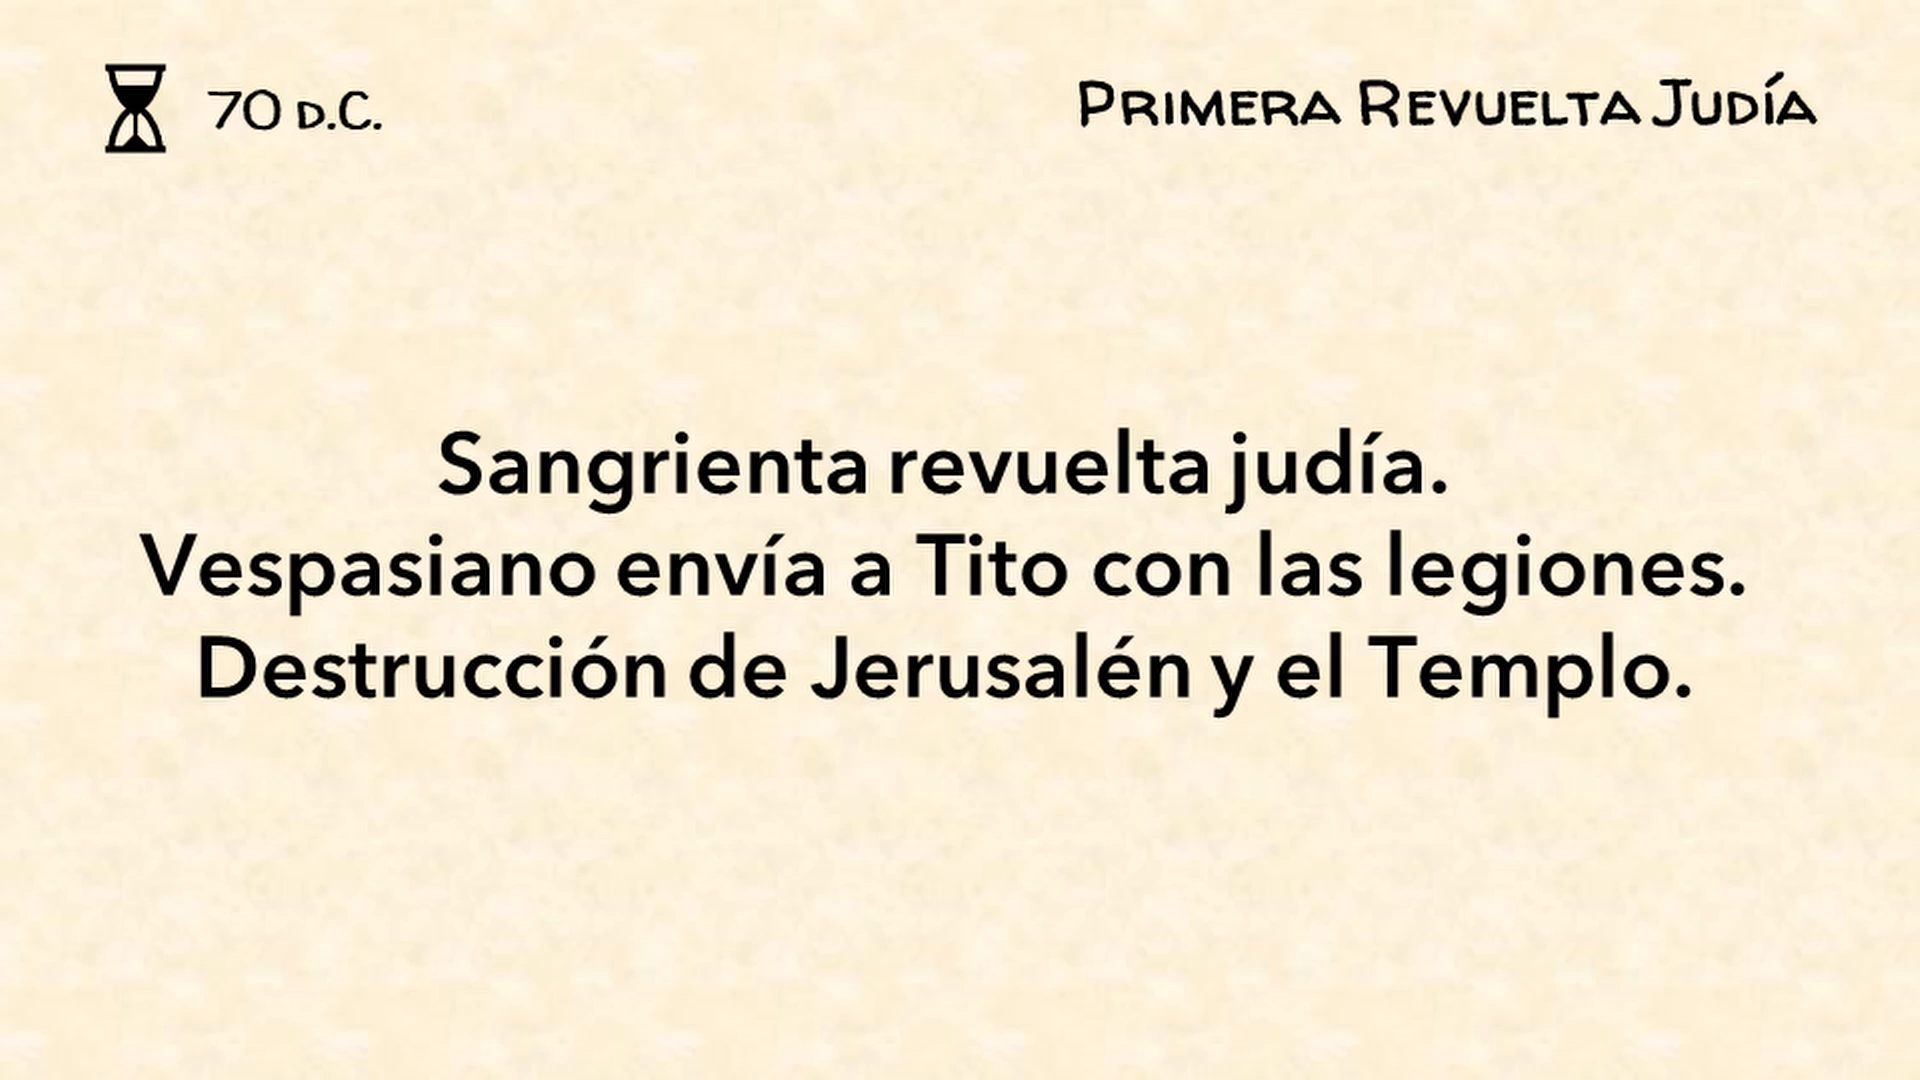 70 d.C.
Primera Revuelta Judía
Sangrienta revuelta judía.
Vespasiano envía a Tito con las legiones.
Destrucción de Jerusalén y el Templo.